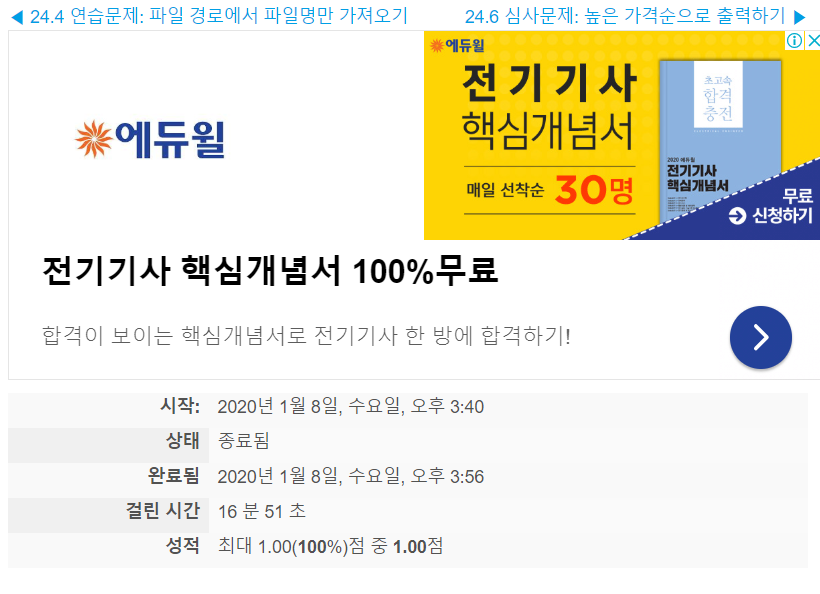 ◀ 24.4 연습문제: 파일 경로에서 파일명만 가져오기
24.6 심사문제: 높은 가격순으로 출력하기 ▶
에듀윌
에듀윌
전기기사
핵심개념서
매일 선착순 30명
초고속
합격
충전
2020 에듀윌
전기기사
핵심개념서
무료
신청하기
전기기사 핵심개념서 100%무료
합격이 보이는 핵심개념서로 전기기사 한 방에 합격하기!
시작: 2020년 1월 8일, 수요일, 오후 3:40
상태 종료됨
완료됨 2020년 1월 8일, 수요일, 오후 3:56
걸린 시간 16 분 51 초
성적 최대 1.00(100%)점 중 1.00점